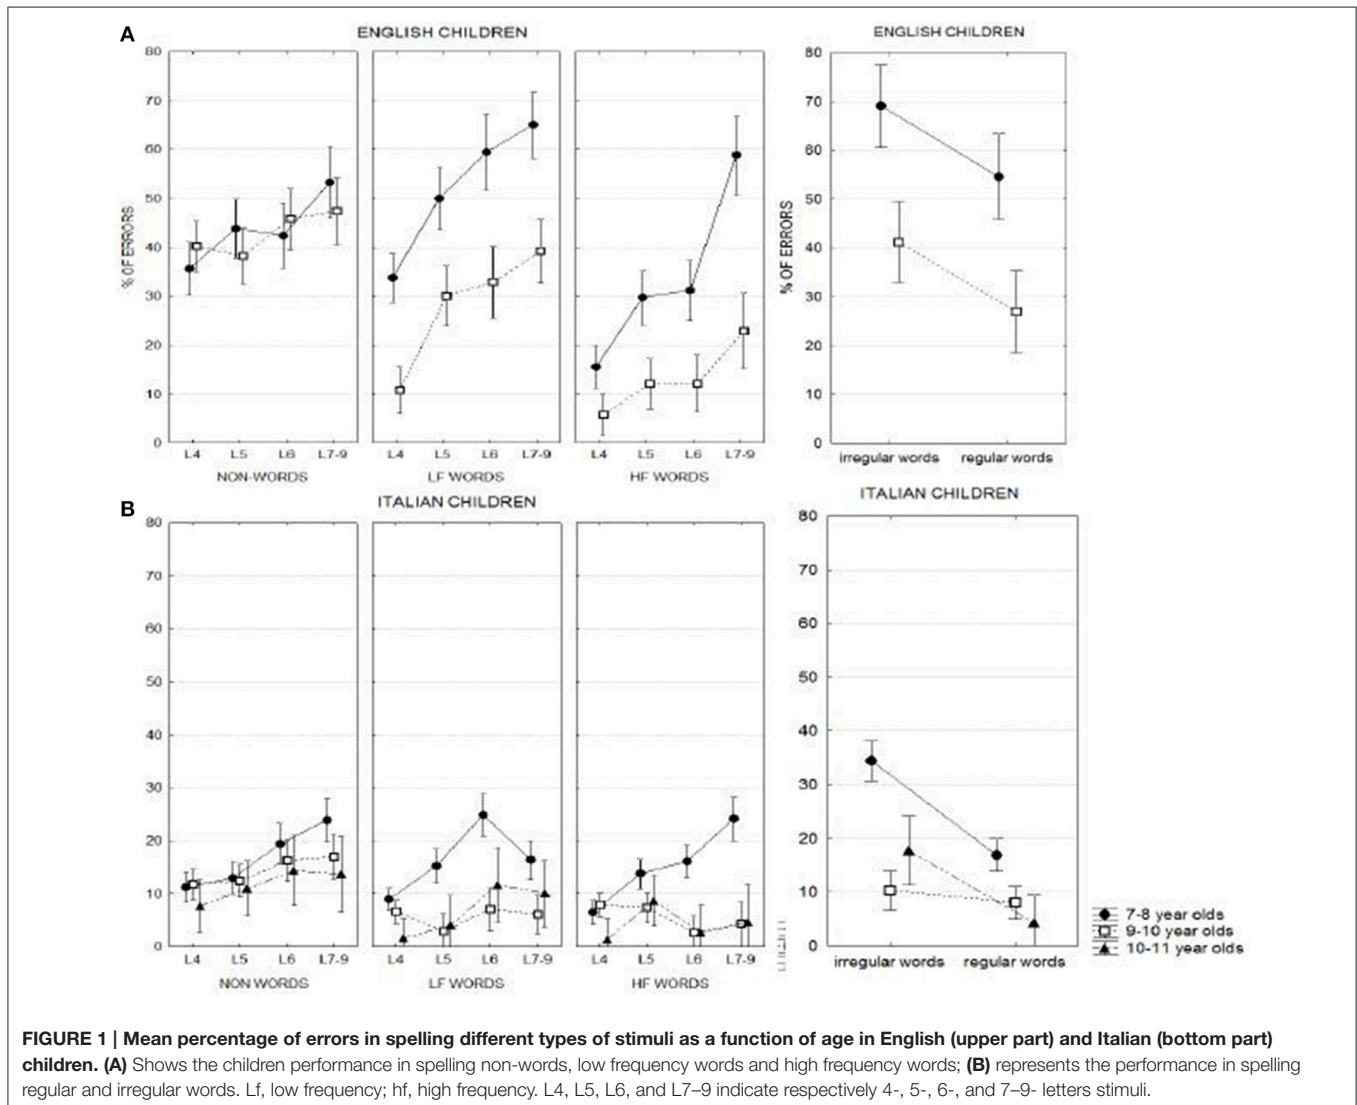 A
ENGLISH CHILDREN
ENGLISH CHILDREN
80
70
60
50
40
30
20
10
0
% OF ERRORS
L4 L5 L6 L7-9
NON-WORDS
L4 L5 L6 L7-9
LF WORDS
L4 L5 L6 L7-9
HF WORDS
80
70
60
50
40
30
20
10
0
% OF ERRORS
irregular words regular words
B
ITALIAN CHILDREN
ITALIAN CHILDREN
80
70
60
50
40
30
20
10
0
L4 L5 L6 L7-9
NON WORDS
L4 L5 L6 L7-9
LF WORDS
L4 L5 L6 L7-9
HF WORDS
80
70
60
50
40
30
20
10
0
irregular words regular words
7-8 year olds
9-10 year olds
10-11 year olds
FIGURE 1 | Mean percentage of errors in spelling different types of stimuli as a function of age in English (upper part) and Italian (bottom part)
children. (A) Shows the children performance in spelling non-words, low frequency words and high frequency words; (B) represents the performance in spelling
regular and irregular words. Lf, low frequency; hf, high frequency. L4, L5, L6, and L7–9 indicate respectively 4-, 5-, 6-, and 7–9- letters stimuli.